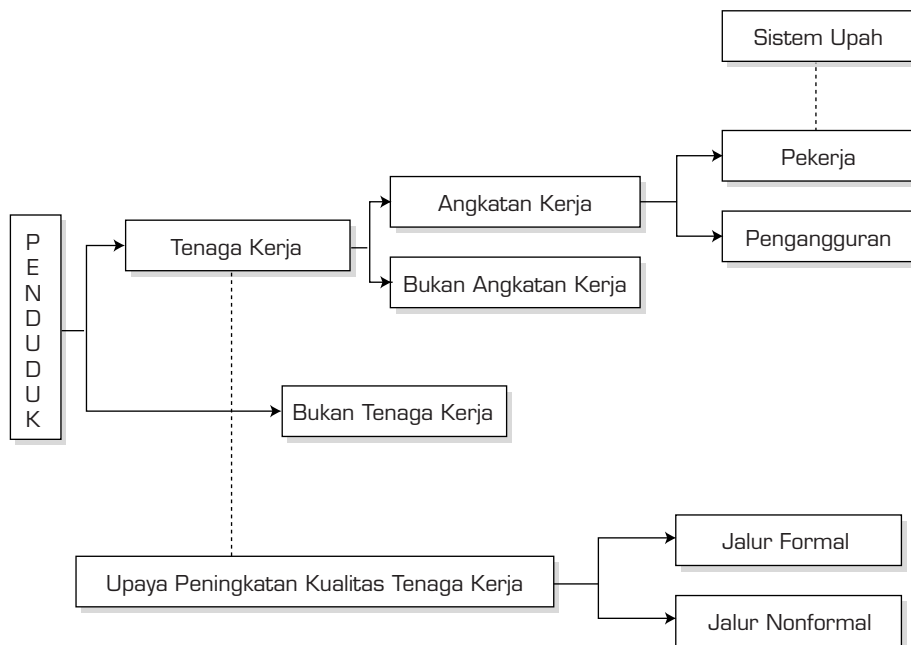 Sistem Upah
Pekerja
Angkatan Kerja
PENDUDUK
Tenaga Kerja
Pengangguran
Bukan Angkatan Kerja
Bukan Tenaga Kerja
Jalur Formal
Upaya Peningkatan Kualitas Tenaga Kerja
Jalur Nonformal